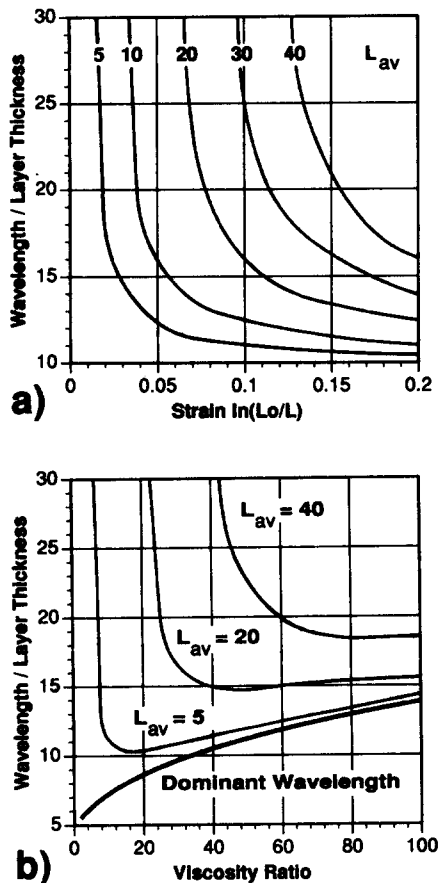 30
5 10 20 30 40 L av
25
20
15
10
0 0.05 0.1 0.15 0.2
Wavelength / Layer Thickness
a) Strain ln(Lo/L)
30
L av = 40
25
20
L av = 20
15
L av = 5
10
Dominant Wavelength
5
0 20 40 60 80 100
Wavelength / Layer Thickness
b) Viscosity Ratio